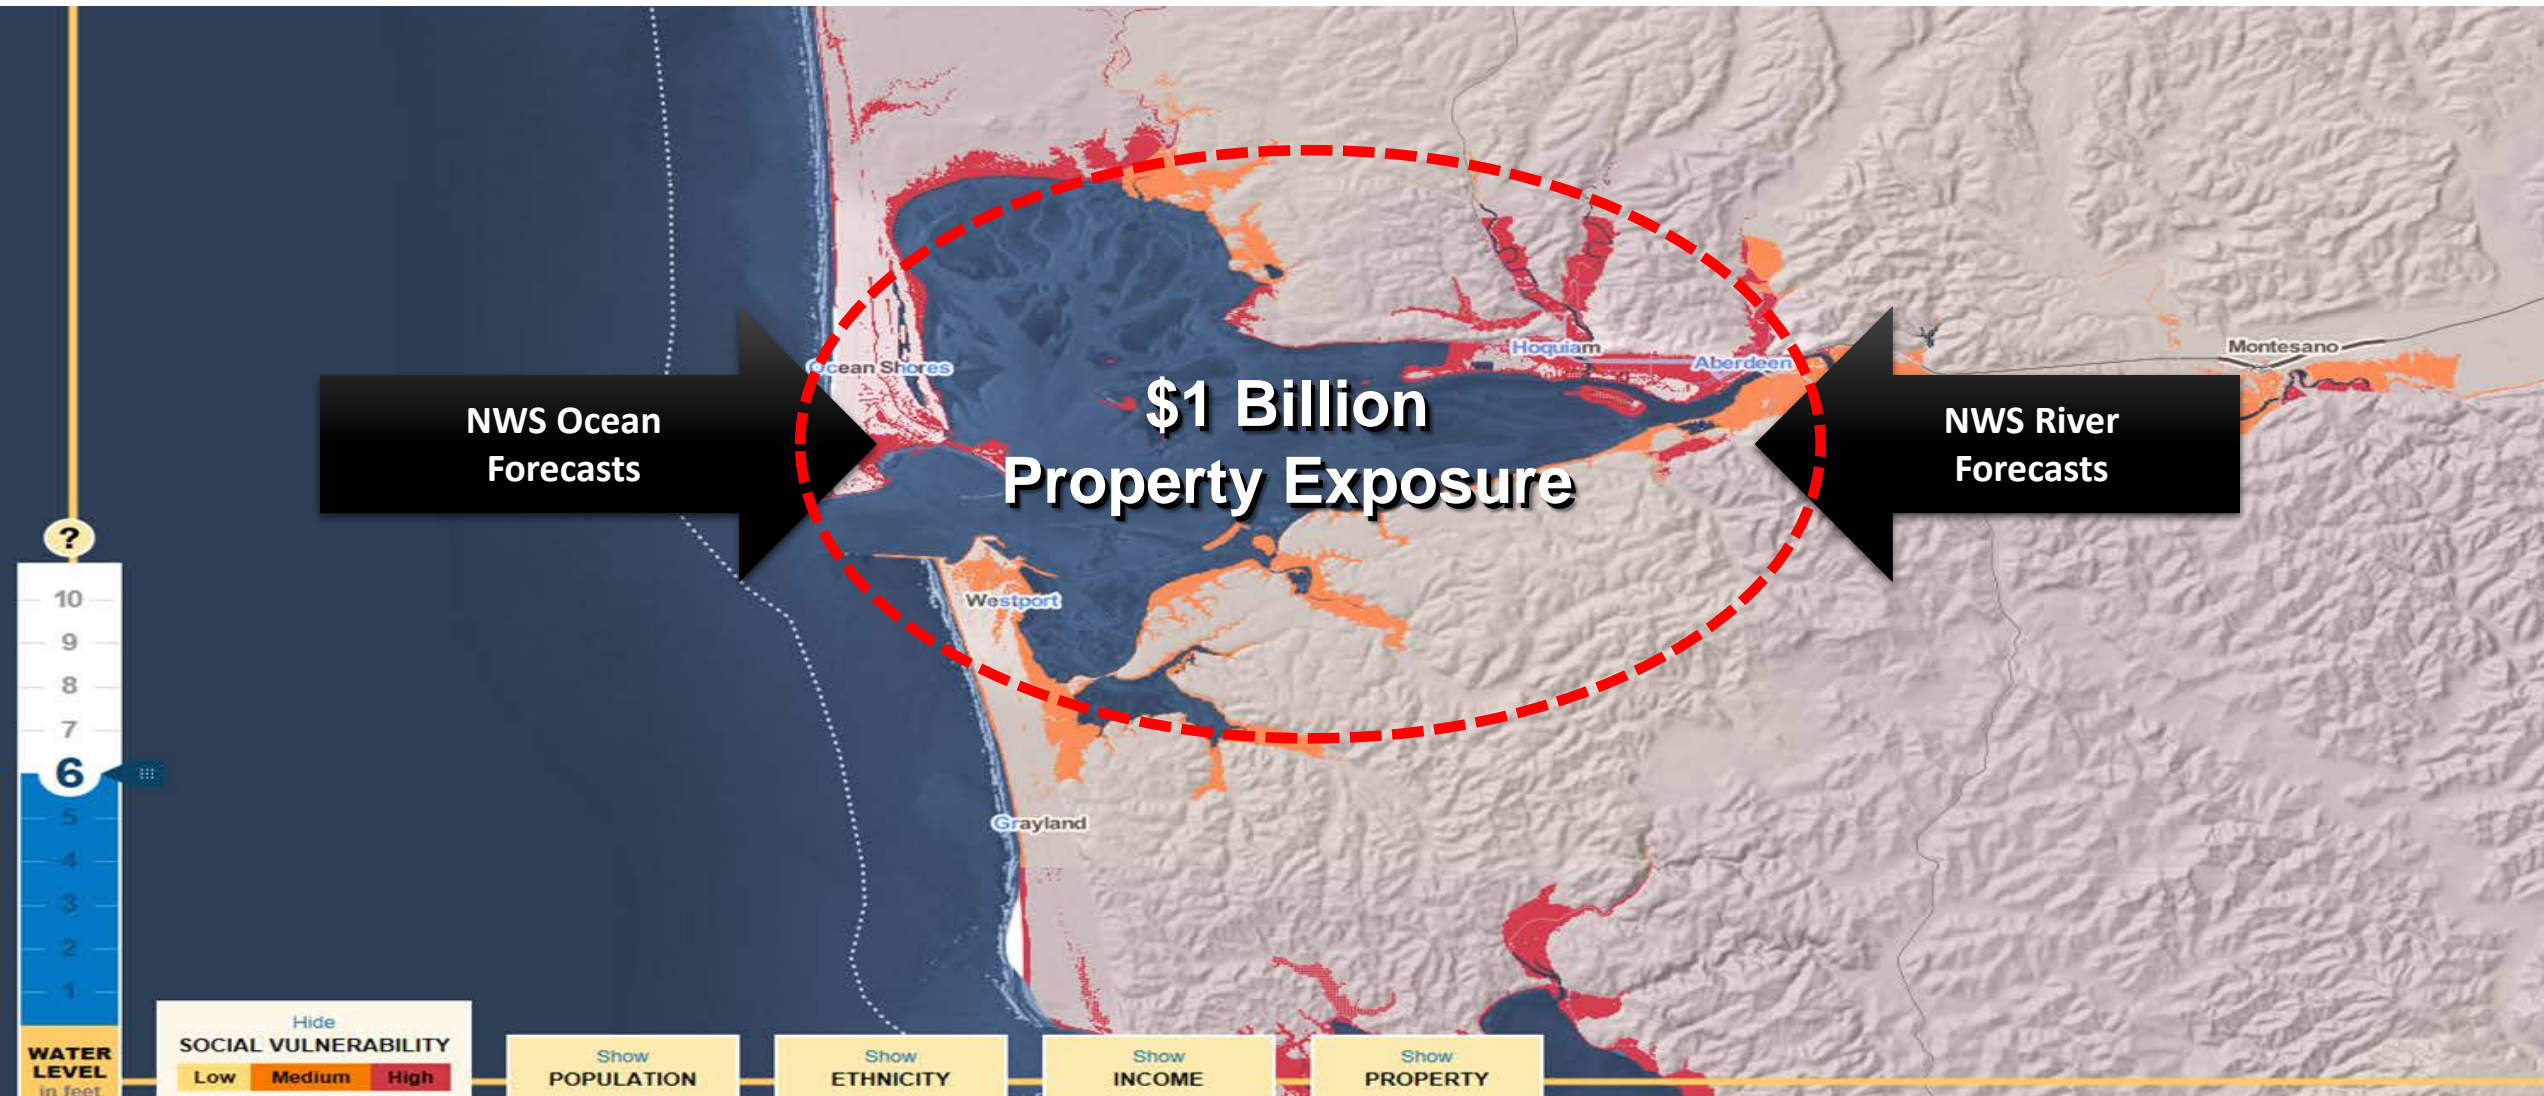 Ocean Shores
Hoquiam
Aberdeen
Montesano
NWS Ocean
Forecasts
$1 Billion
Property Exposure
NWS River
Forecasts
?
10
9
8
7
6
5
4
3
2
1
Westport
Grayland
WATER
LEVEL
in feet
Hide
SOCIAL VULNERABILITY
Low Medium High
Show
POPULATION
Show
ETHNICITY
Show
INCOME
Show
PROPERTY